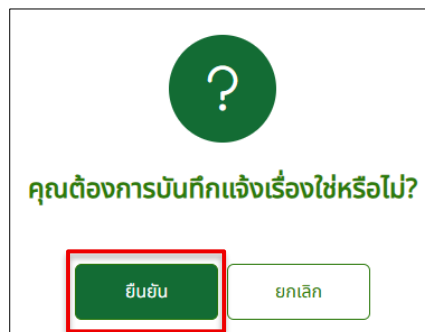 ?
คุณต้องการบันทึกแจ้งเรื่องใช่หรือไม่?
ยืนยัน
ยกเลิก